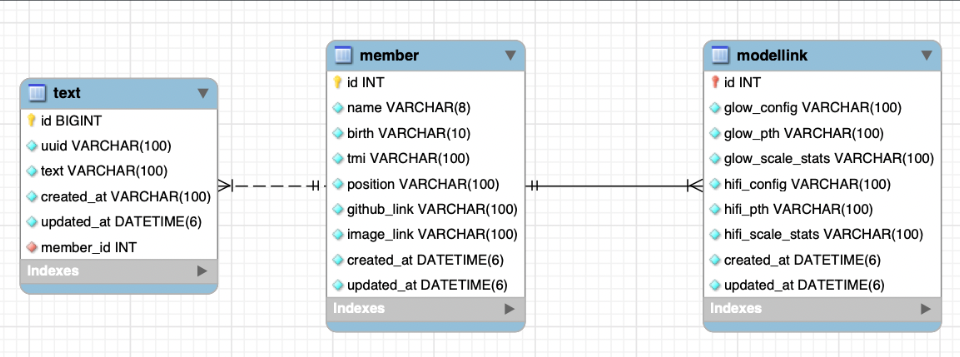 text
id BIGINT
uuid VARCHAR(100)
text VARCHAR(100)
created_at VARCHAR(100)
updated_at DATETIME(6)
member_id INT
Indexes
member
id INT
name VARCHAR(8)
birth VARCHAR(10)
tmi VARCHAR(100)
position VARCHAR(100)
github_link VARCHAR(100)
image_link VARCHAR(100)
created_at DATETIME(6)
updated_at DATETIME(6)
Indexes
modellink
id INT
glow_config VARCHAR(100)
glow_pth VARCHAR(100)
glow_scale_stats VARCHAR(100)
hifi_config VARCHAR(100)
hifi_pth VARCHAR(100)
hifi_scale_stats VARCHAR(100)
created_at DATETIME(6)
updated_at DATETIME(6)
Indexes